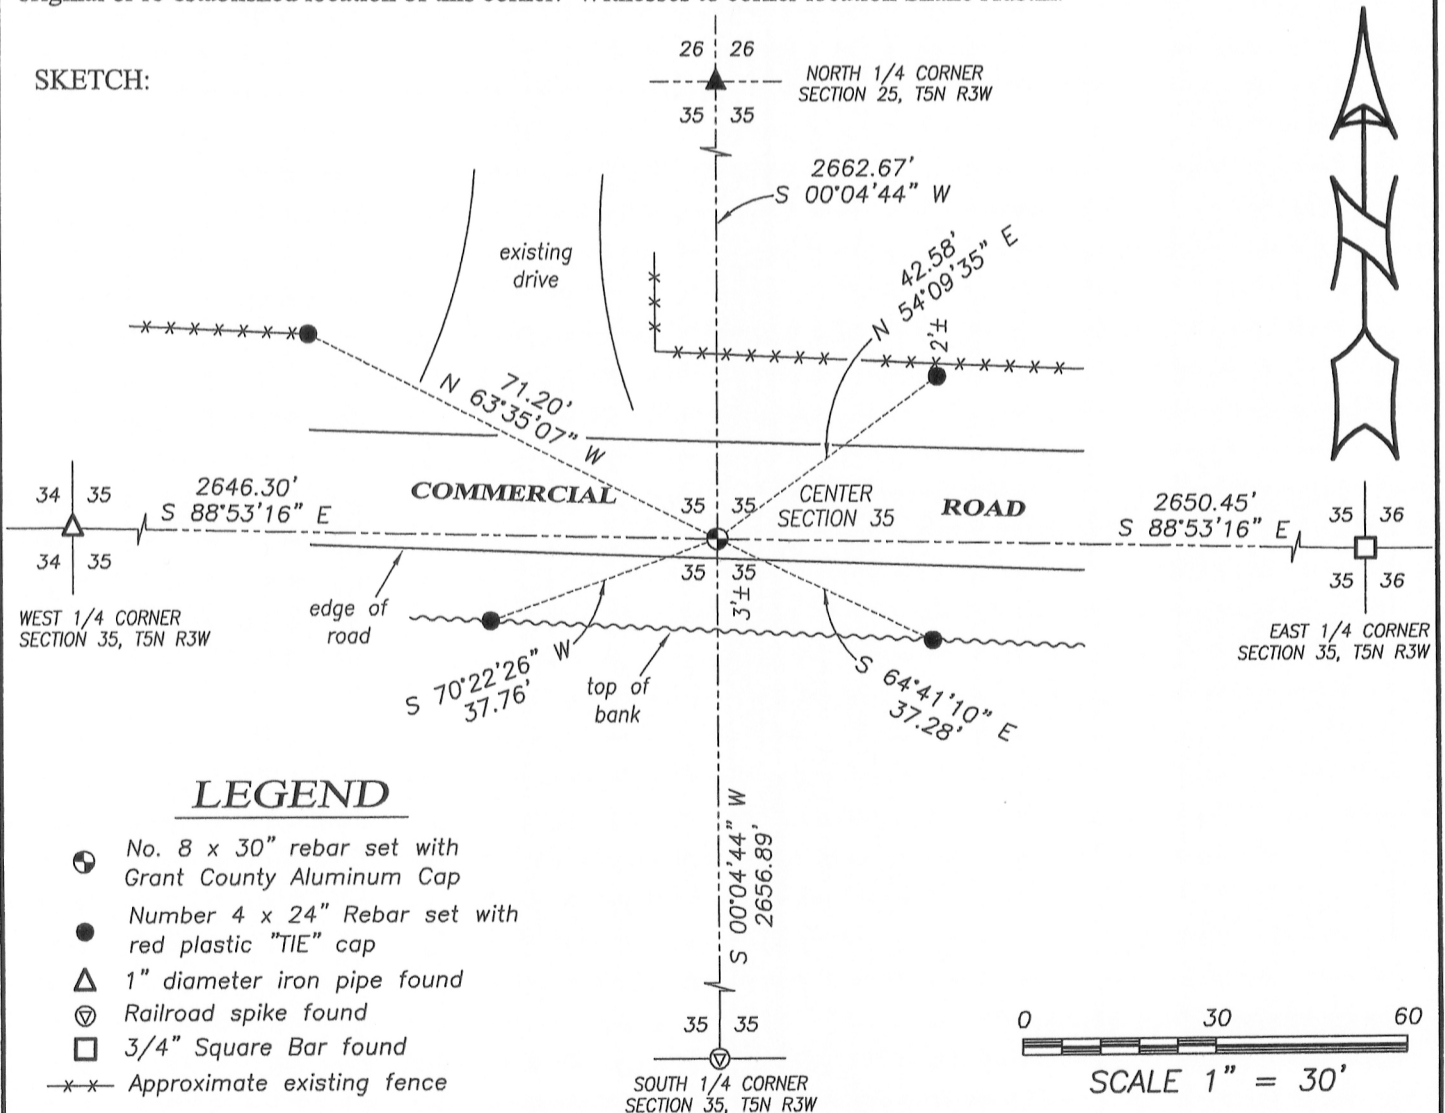 SKETCH:
26 26
NORTH 1/4 CORNER
SECTION 25, T5N R3W
35 35
2662.67'
S 00°04'44" W
existing
drive
42.58'
N 54°09'35" E
2'±
71.20'
N 63°35'07" W
34 35
2646.30'
S 88°53'16" E
COMMERCIAL
35 35
CENTER
SECTION 35
ROAD
2650.45'
S 88°53'16" E
35 36
34 35
35 35
35 36
3'±
WEST 1/4 CORNER
SECTION 35, T5N R3W
edge of
road
EAST 1/4 CORNER
SECTION 35, T5N R3W
S 70°22'26" W
37.76'
top of
bank
S 64°41'10" E
37.28'
LEGEND
No. 8 x 30" rebar set with
Grant County Aluminum Cap
Number 4 x 24" Rebar set with
red plastic "TIE" cap
1" diameter iron pipe found
Railroad spike found
3/4" Square Bar found
Approximate existing fence
S 00°04'44" W
2656.89'
35 35
SOUTH 1/4 CORNER
SECTION 35, T5N R3W
0 30 60
SCALE 1" = 30'
N